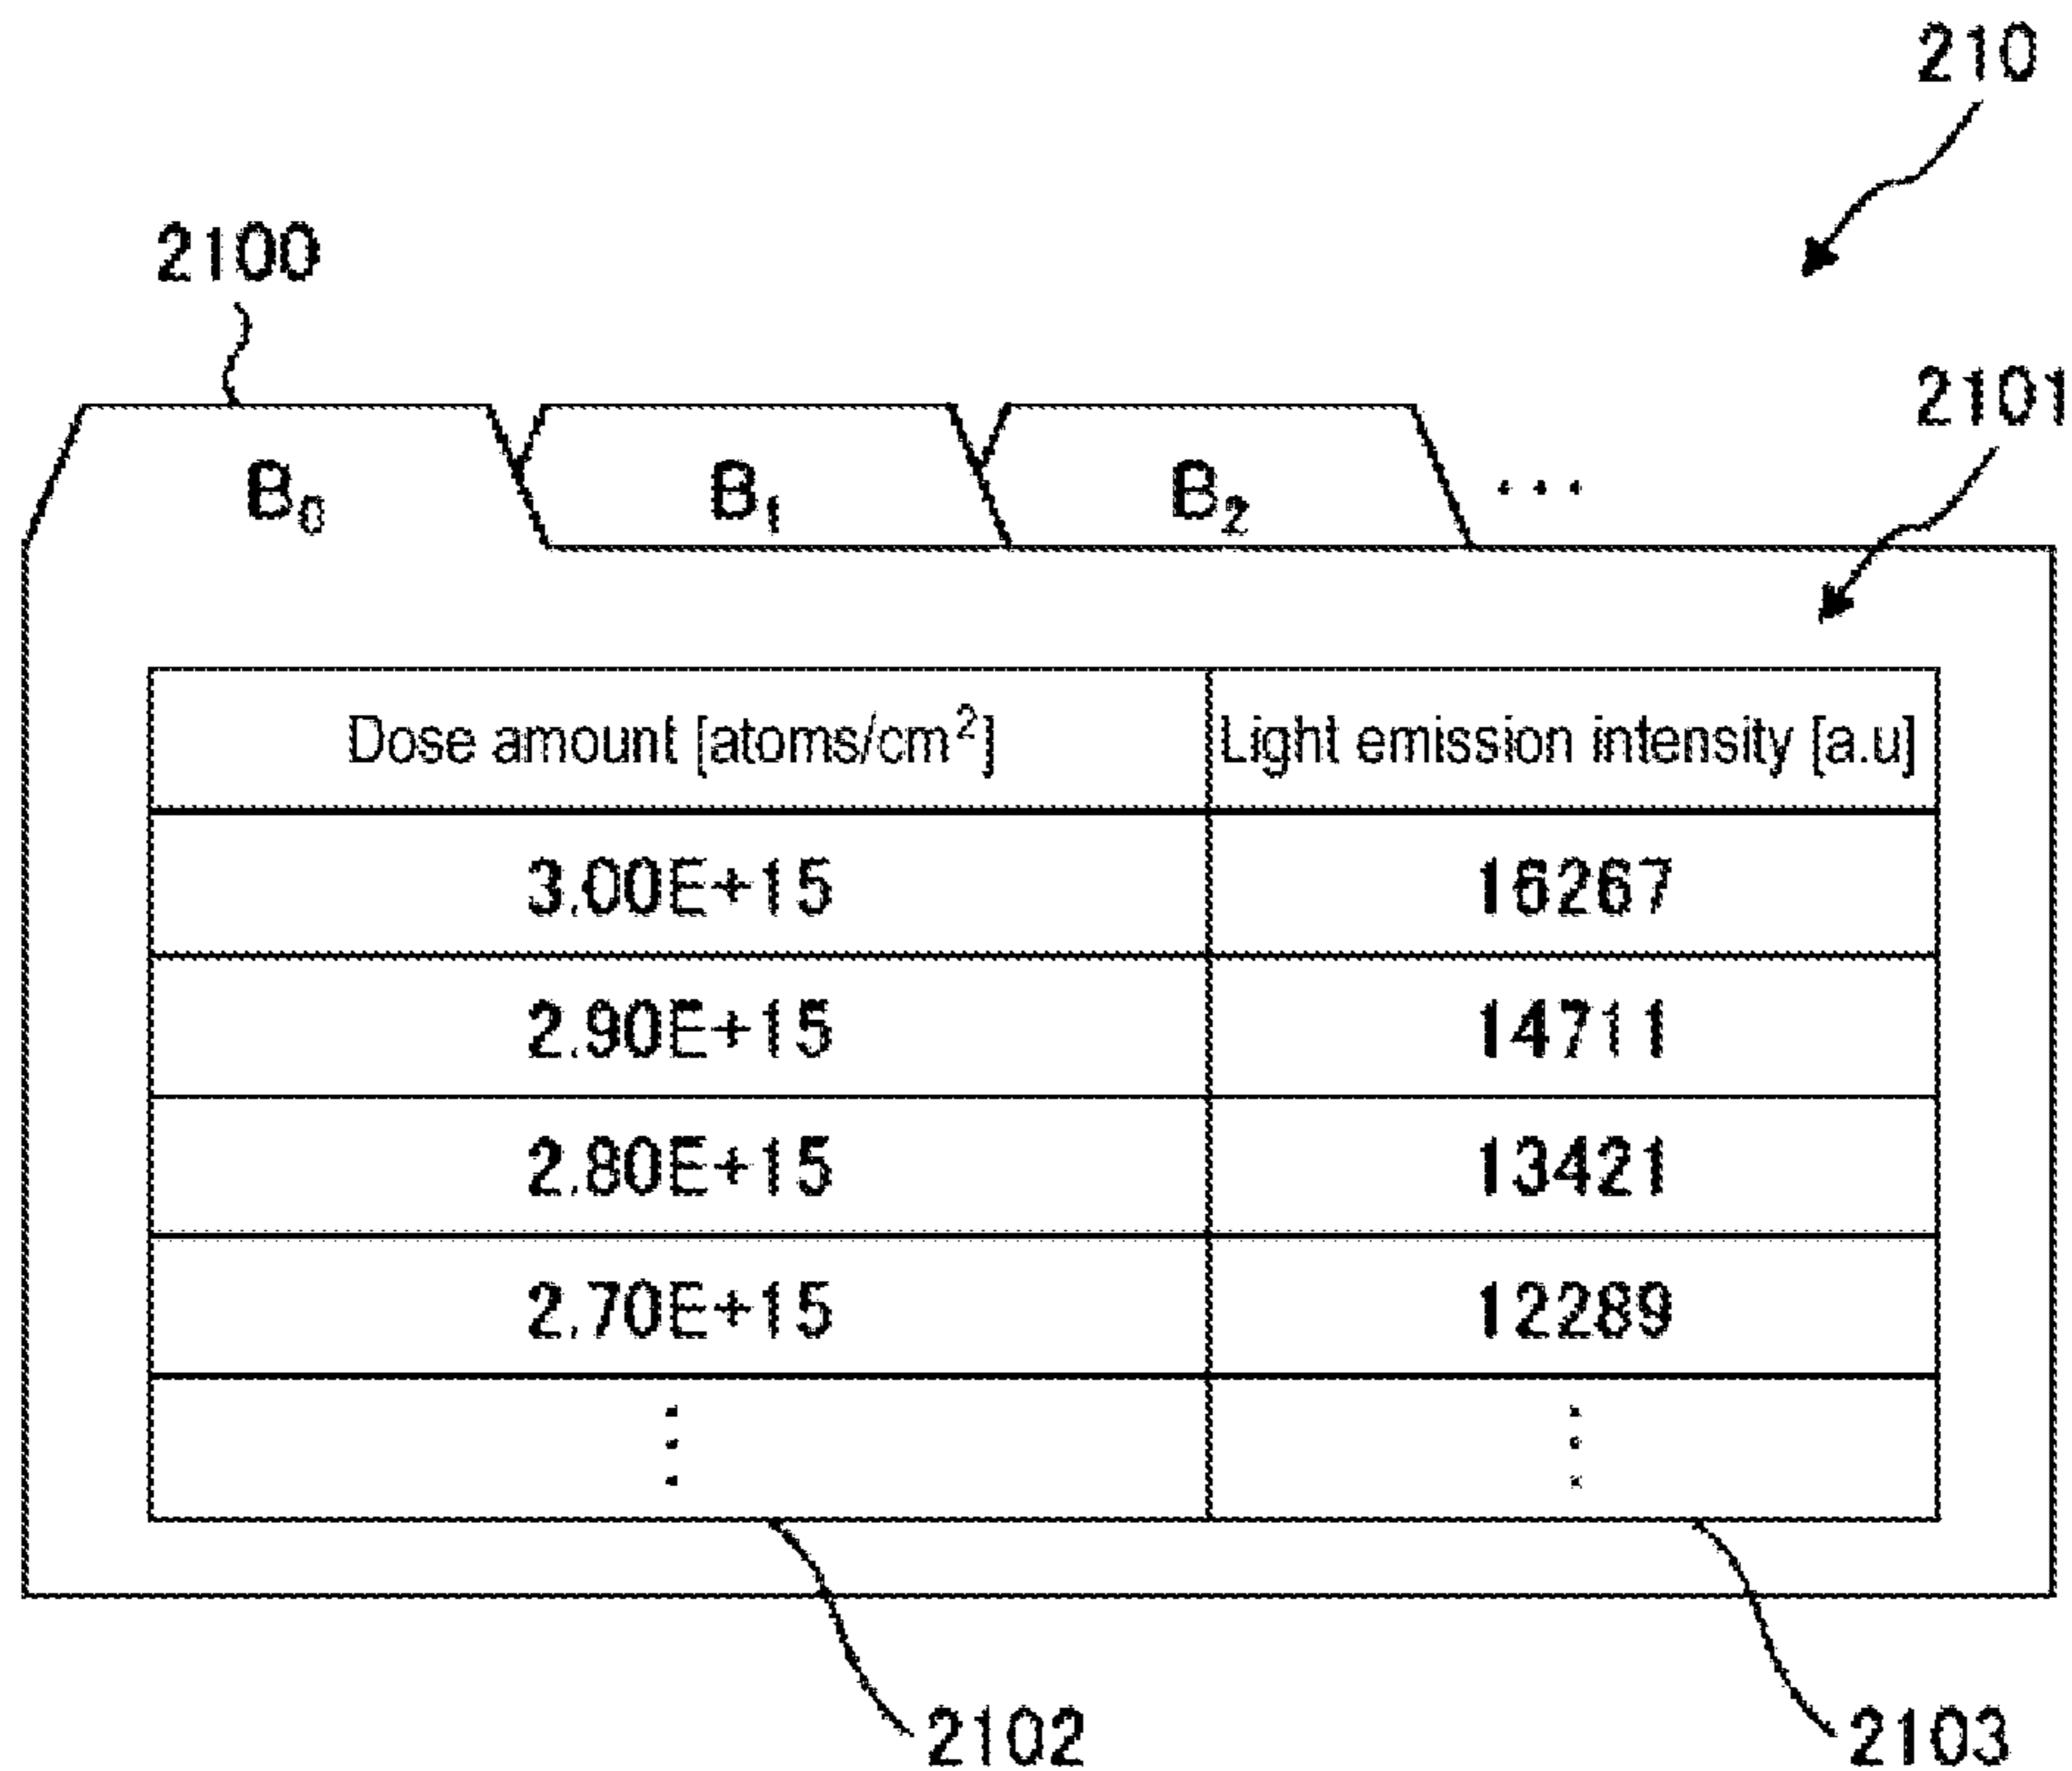 210
2100
2101
B₀ B₁ B₂ ...
Dose amount [atoms/cm²] Light emission intensity [a.u]
3.00E+15 16267
2.90E+15 14711
2.80E+15 13421
2.70E+15 12289
⋮ ⋮
2102 2103